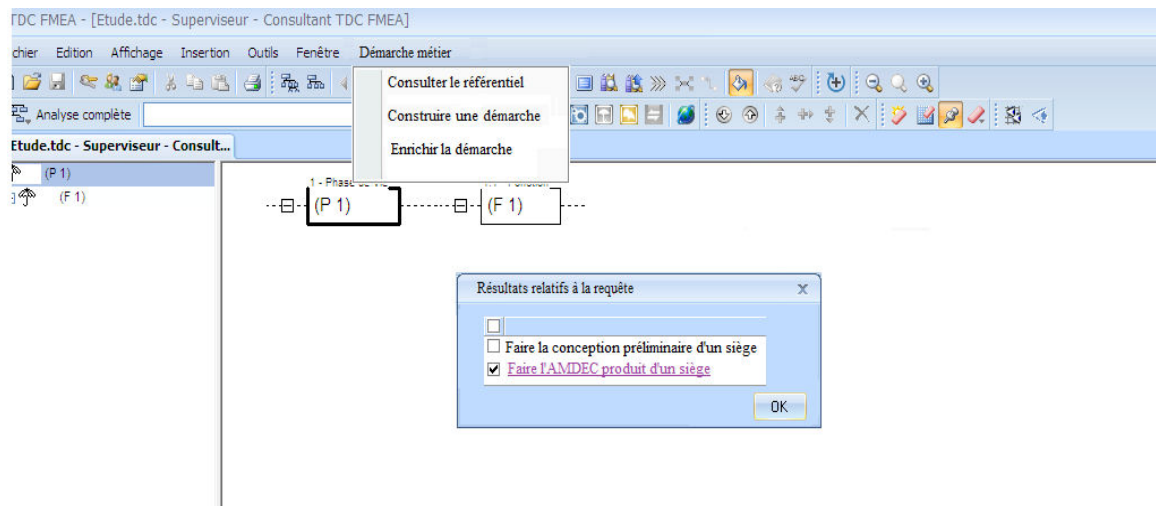 TDC FMEA - [Etude.tdc - Superviseur - Consultant TDC FMEA]
chier Edition Affichage Insertion Outils Fenêtre Démarche métier
Consulter le référentiel
Analyse complète
Construire une démarche
Enrichir la démarche
Etude.tdc - Superviseur - Consult...
(P 1)
(F 1)
1 - Phase
(P 1)
(F 1)
Résultats relatifs à la requête
Faire la conception préliminaire d'un siège
Faire l'AMDEC produit d'un siège
OK